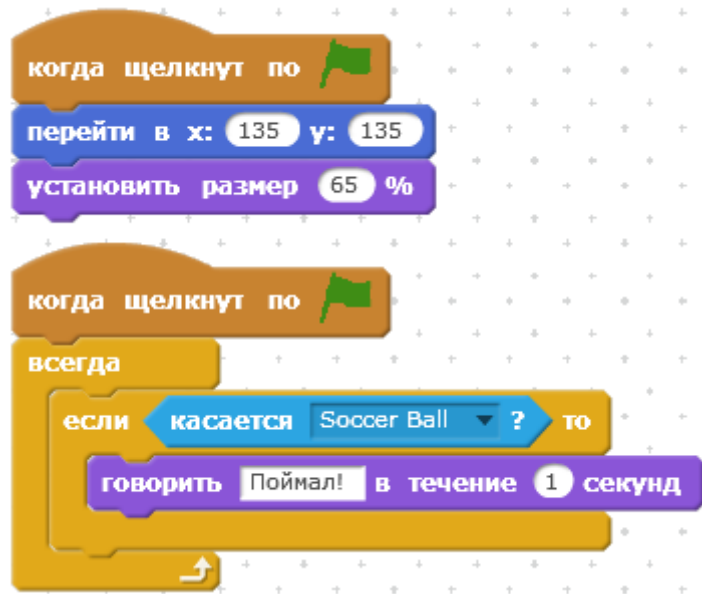 когда щелкнут по
перейти в x: 135 y: 135
установить размер 65 %
когда щелкнут по
всегда
если касается Soccer Ball ? то
говорить Поймал! в течение 1 секунд